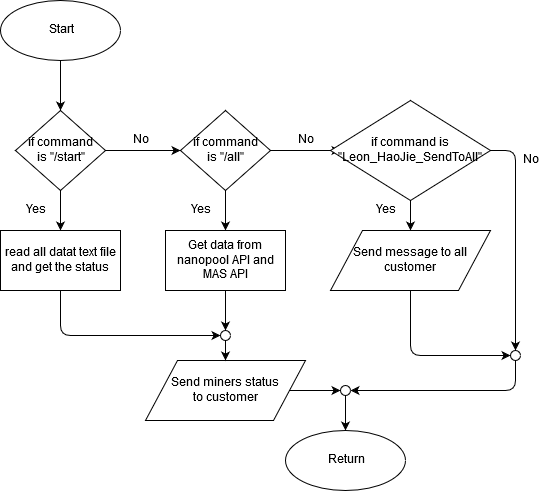 Start
if command
is "/start"
No
if command
is "/all"
No
if command is
"Leon_HaoJie_SendToAll"
No
Yes
Yes
Yes
read all datat text file
and get the status
Get data from
nanopool API and
MAS API
Send message to all
customer
Send miners status
to customer
Return